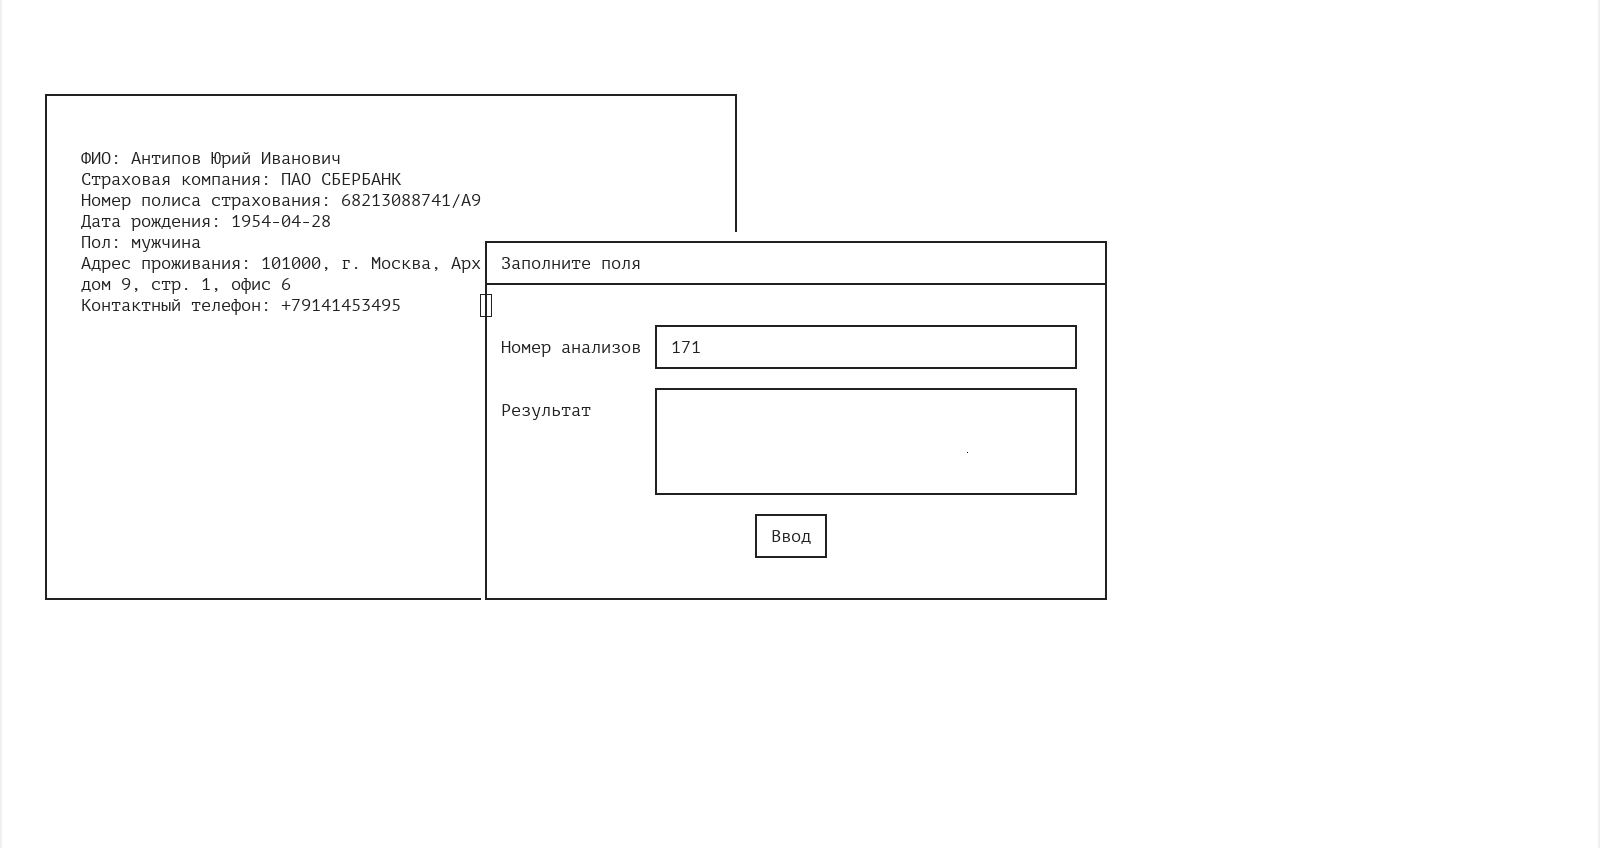 ФИО: Антипов Юрий Иванович
Страховая компания: ПАО СБЕРБАНК
Номер полиса страхования: 68213088741/А9
Дата рождения: 1954-04-28
Пол: мужчина
Адрес проживания: 101000, г. Москва, Арх
дом 9, стр. 1, офис 6
Контактный телефон: +79141453495
Заполните поля
Номер анализов 171
Результат
Ввод